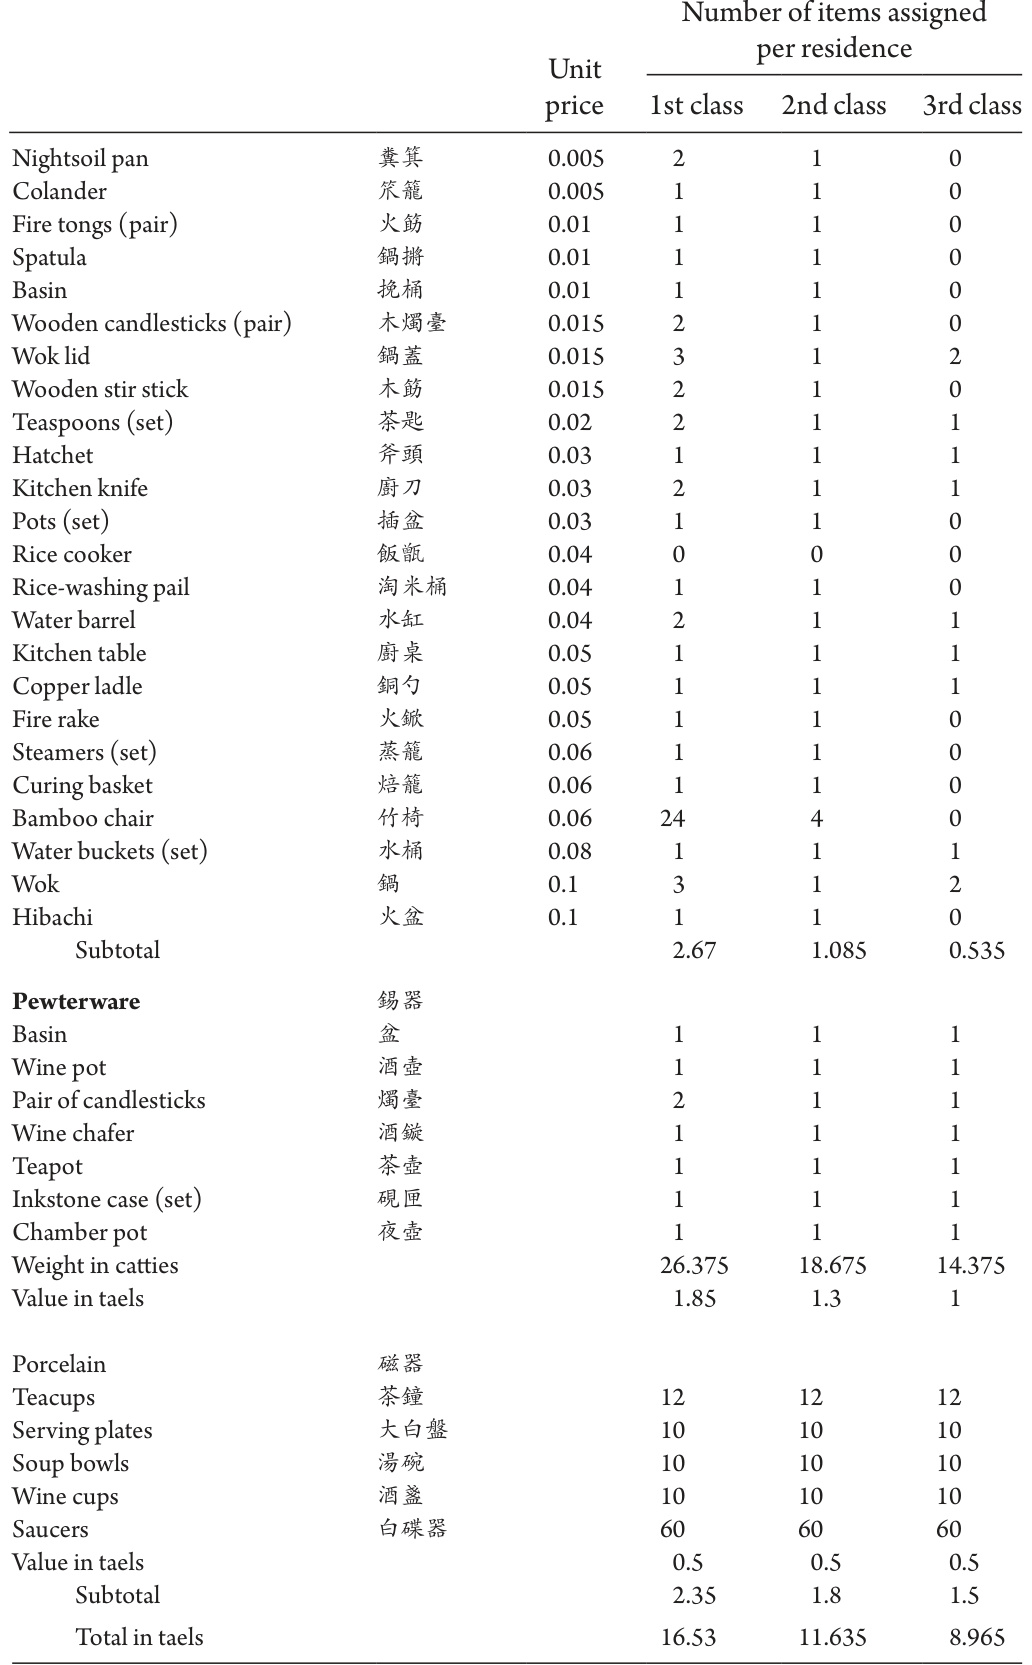 Number of items assigned
per residence
Unit
price 1st class 2nd class 3rd class
Nightsoil pan 糞箕 0.005 2 1 0
Colander 笊籠 0.005 1 1 0
Fire tongs (pair) 火筯 0.01 1 1 0
Spatula 鍋㨪 0.01 1 1 0
Basin 挽桶 0.01 1 1 0
Wooden candlesticks (pair) 木燭臺 0.015 2 1 0
Wok lid 鍋蓋 0.015 3 1 2
Wooden stir stick 木筯 0.015 2 1 0
Teaspoons (set) 茶匙 0.02 2 1 1
Hatchet 斧頭 0.03 1 1 1
Kitchen knife 廚刀 0.03 2 1 1
Pots (set) 插盆 0.03 1 1 0
Rice cooker 飯甑 0.04 0 0 0
Rice-washing pail 淘米桶 0.04 1 1 0
Water barrel 水缸 0.04 2 1 1
Kitchen table 廚桌 0.05 1 1 1
Copper ladle 銅勺 0.05 1 1 1
Fire rake 火鍁 0.05 1 1 0
Steamers (set) 蒸籠 0.06 1 1 0
Curing basket 焙籠 0.06 1 1 0
Bamboo chair 竹椅 0.06 24 4 0
Water buckets (set) 水桶 0.08 1 1 1
Wok 鍋 0.1 3 1 2
Hibachi 火盆 0.1 1 1 0
Subtotal 2.67 1.085 0.535
Pewterware 錫器
Basin 盆 1 1 1
Wine pot 酒壺 1 1 1
Pair of candlesticks 燭臺 2 1 1
Wine chafer 酒鏇 1 1 1
Teapot 茶壺 1 1 1
Inkstone case (set) 硯匣 1 1 1
Chamber pot 夜壺 1 1 1
Weight in catties 26.375 18.675 14.375
Value in taels 1.85 1.3 1
Porcelain 磁器
Teacups 茶鐘 12 12 12
Serving plates 大白盤 10 10 10
Soup bowls 湯碗 10 10 10
Wine cups 酒盞 10 10 10
Saucers 白碟器 60 60 60
Value in taels 0.5 0.5 0.5
Subtotal 2.35 1.8 1.5
Total in taels 16.53 11.635 8.965